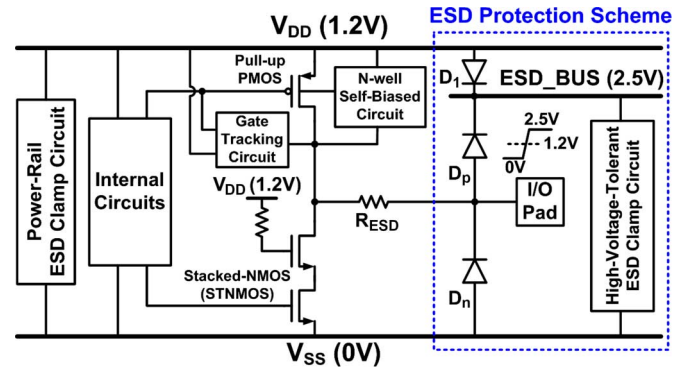 ESD Protection Scheme
VDD (1.2V)
Pull-up
PMOS
N-well
Self-Biased
Circuit
D1
ESD_BUS (2.5V)
Gate
Tracking
Circuit
2.5V
1.2V
0V
Dp
Power-Rail
ESD Clamp Circuit
Internal
Circuits
VDD (1.2V)
RESD
I/O
Pad
High-Voltage-Tolerant
ESD Clamp Circuit
Stacked-NMOS
(STNMOS)
Dn
VSS (0V)